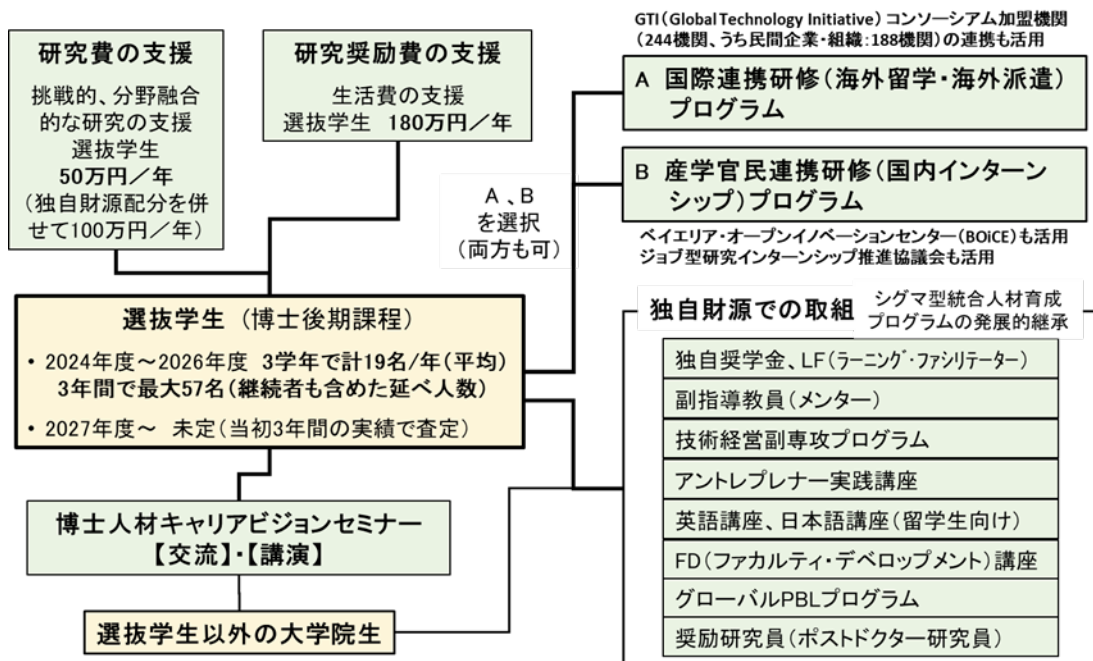 GTI(Global Technology Initiative)コンソーシアム加盟機関
(244機関、うち民間企業・組織:188機関)の連携も活用
研究費の支援
挑戦的、分野融合
的な研究の支援
選抜学生
50万円／年
(独自財源配分を併
せて100万円／年)
研究奨励費の支援
生活費の支援
選抜学生 180万円／年
A 国際連携研修(海外留学・海外派遣)
プログラム
B 産学官民連携研修(国内インターン
シップ)プログラム
A、B
を選択
(両方も可)
ベイエリア・オープンイノベーションセンター(BOiCE)も活用
ジョブ型研究インターンシップ推進協議会も活用
選抜学生 (博士後期課程)
・2024年度～2026年度 3学年で計19名/年(平均)
3年間で最大57名(継続者も含めた延べ人数)
・2027年度～ 未定(当初3年間の実績で査定)
博士人材キャリアビジョンセミナー
【交流】・【講演】
選抜学生以外の大学院生
独自財源での取組
シグマ型統合人材育成
プログラムの発展的継承
独自奨学金、LF(ラーニング・ファシリテーター)
副指導教員(メンター)
技術経営副専攻プログラム
アントレプレナー実践講座
英語講座、日本語講座(留学生向け)
FD(ファカルティ・デベロップメント)講座
グローバルPBLプログラム
奨励研究員(ポストドクター研究員)